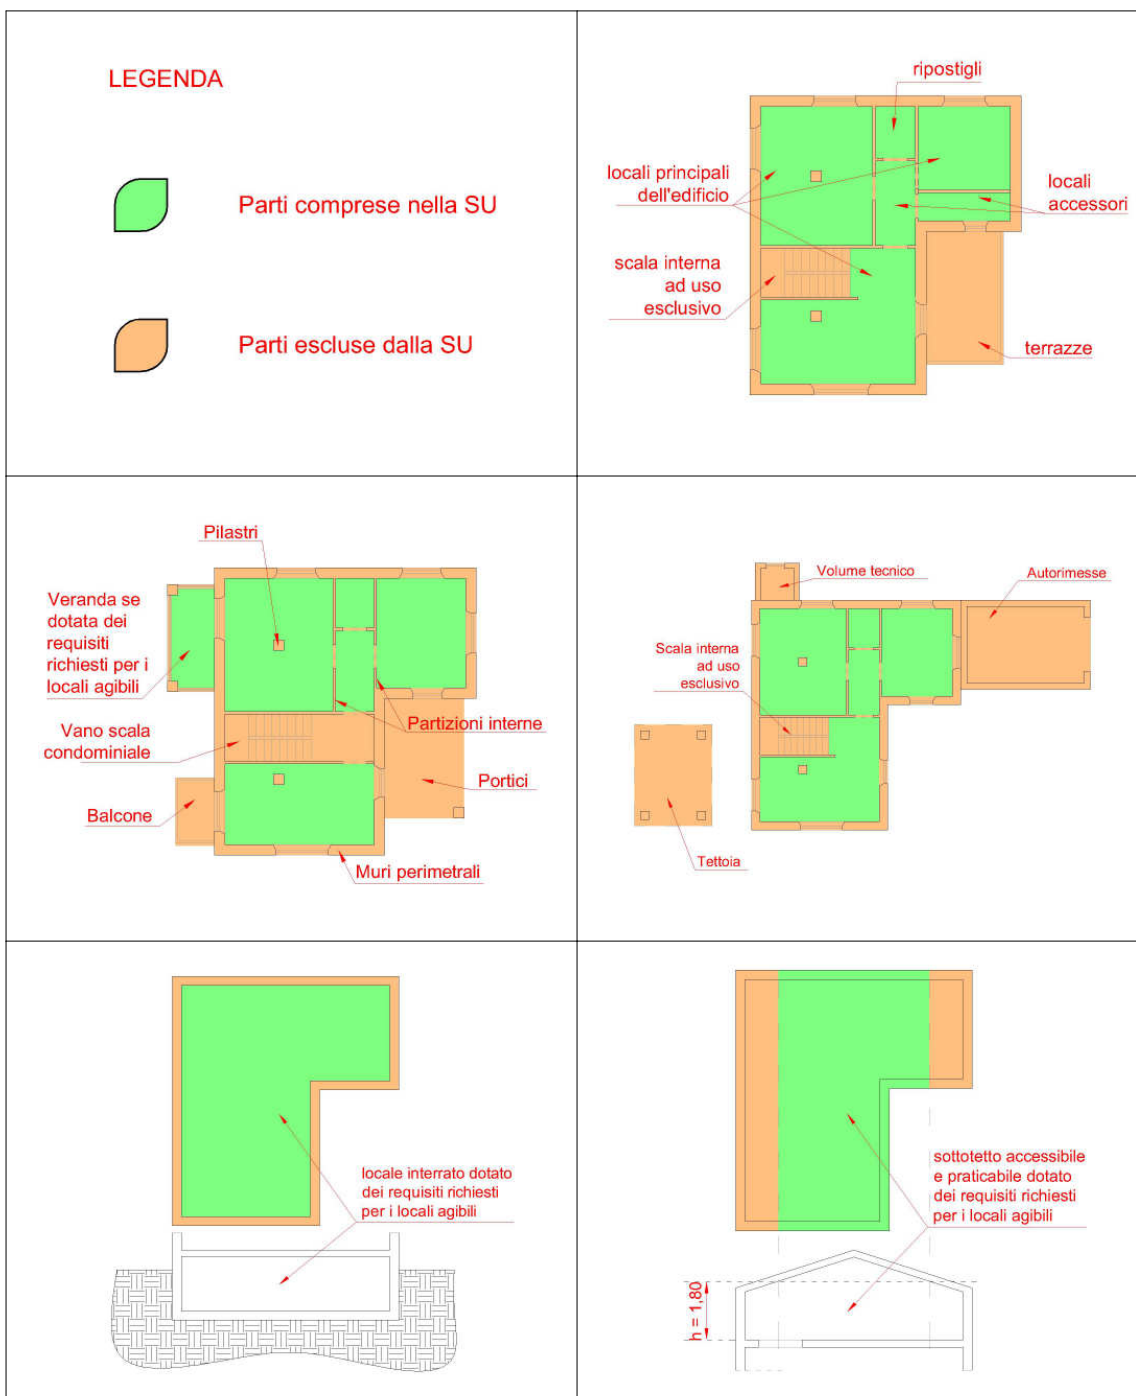 LEGENDA
Parti comprese nella SU
Parti escluse dalla SU
ripostigli
locali principali
dell'edificio
locali
accessori
scala interna
ad uso
esclusivo
terrazze
Pilastri
Veranda se
dotata dei
requisiti
richiesti per i
locali agibili
Vano scala
condominiale
Partizioni interne
Portici
Balcone
Muri perimetrali
Volume tecnico
Autorimesse
Scala interna
ad uso
esclusivo
Tettoia
locale interrato dotato
dei requisiti richiesti
per i locali agibili
sottotetto accessibile
e praticabile dotato
dei requisiti richiesti
per i locali agibili
h = 1,80